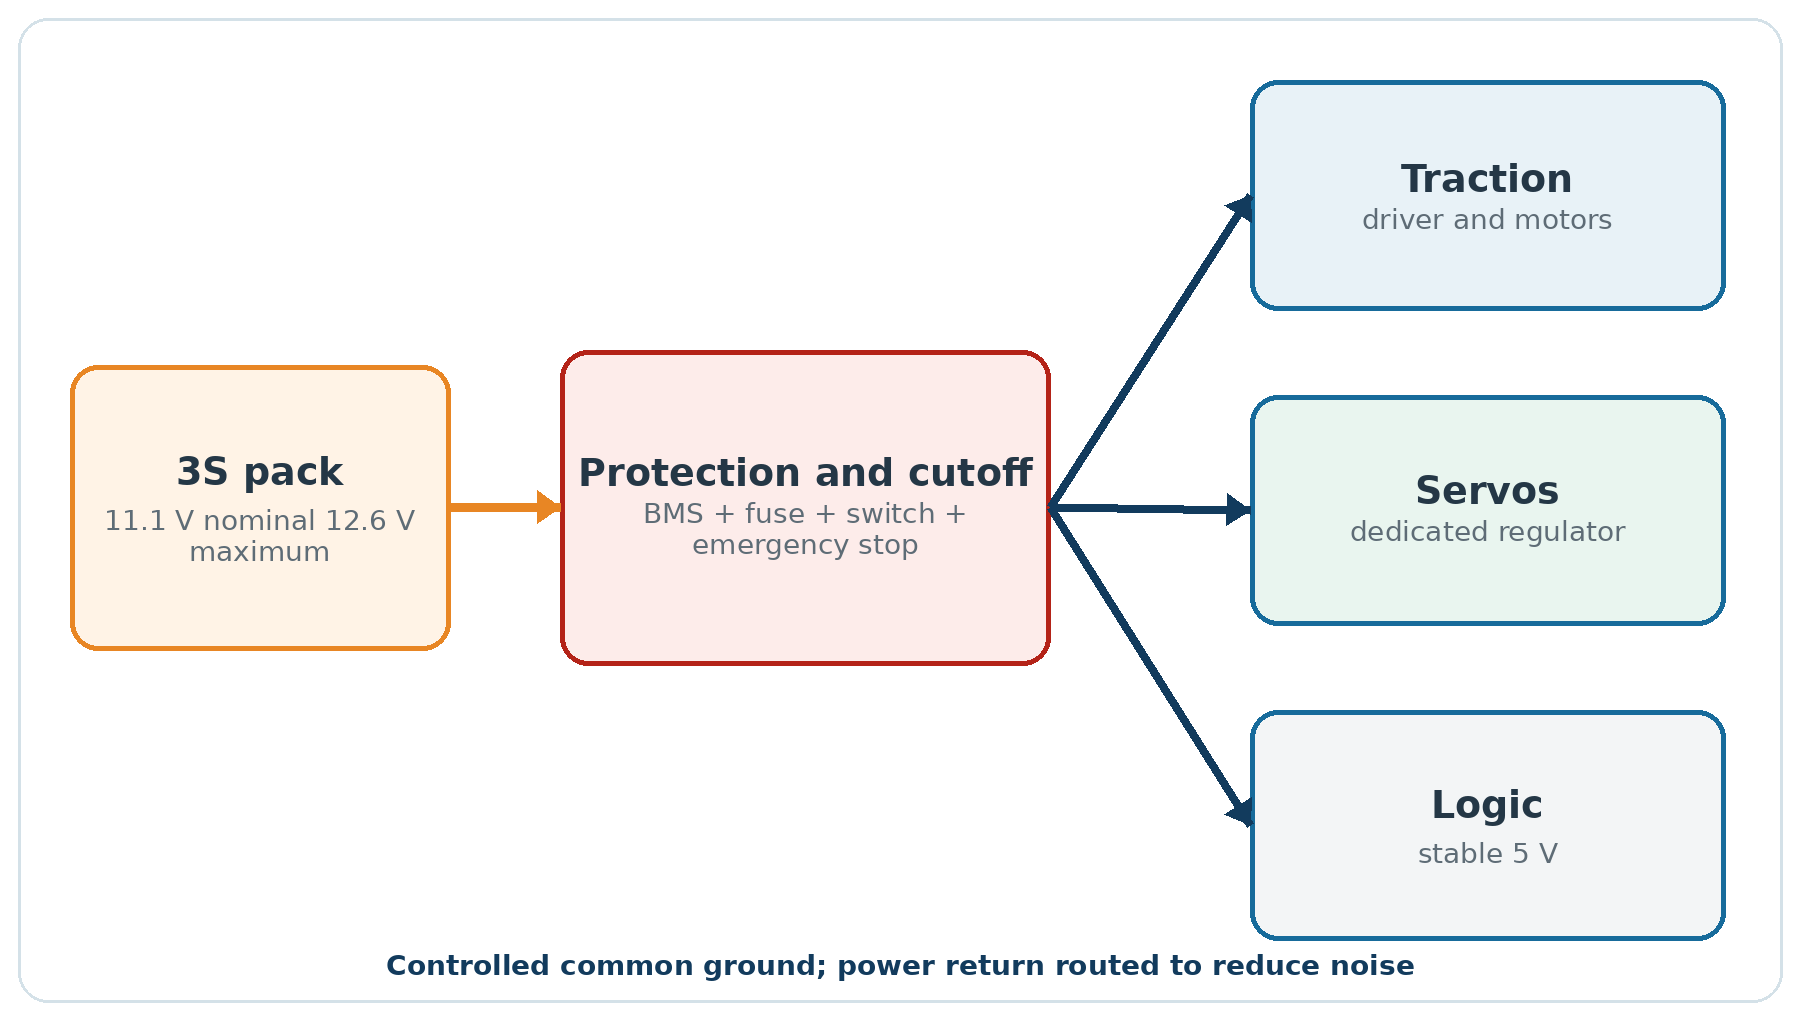 3S pack
11.1 V nominal 12.6 V
maximum
Protection and cutoff
BMS + fuse + switch +
emergency stop
Traction
driver and motors
Servos
dedicated regulator
Logic
stable 5 V
Controlled common ground; power return routed to reduce noise